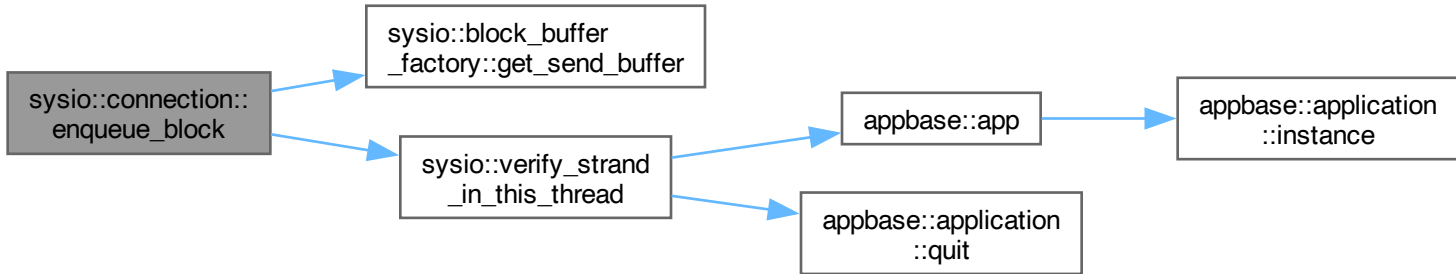 sysio::connection::
enqueue_block
sysio::block_buffer
_factory::get_send_buffer
sysio::verify_strand
_in_this_thread
appbase::app
appbase::application
::instance
appbase::application
::quit